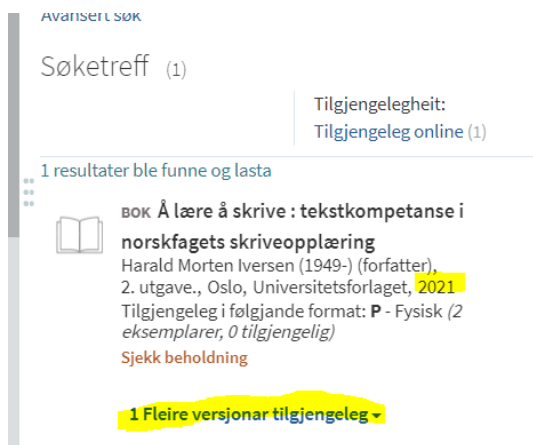 Avansert søk
Søketreff (1)
Tilgjengelegheit:
Tilgjengeleg online (1)
1 resultater ble funne og lasta
BOK Å lære å skrive : tekstkompetanse i
norskfagets skriveopplæring
Harald Morten Iversen (1949-) (forfatter),
2. utgave., Oslo, Universitetsforlaget, 2021
Tilgjengeleg i følgjande format: P - Fysisk (2
eksemplarer, 0 tilgjengelig)
Sjekk beholdning
1 Fleire versjonar tilgjengeleg